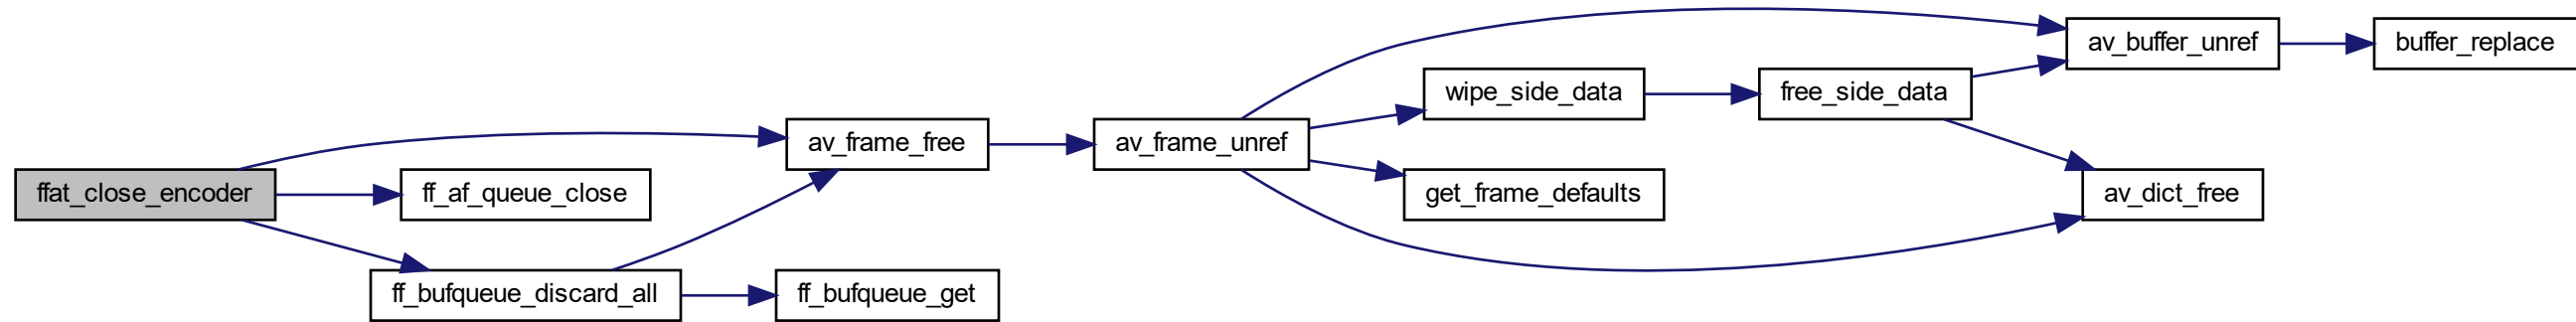 ffat_close_encoder
ff_af_queue_close
ff_bufqueue_discard_all
av_frame_free
ff_bufqueue_get
av_frame_unref
wipe_side_data
get_frame_defaults
free_side_data
av_buffer_unref
av_dict_free
buffer_replace